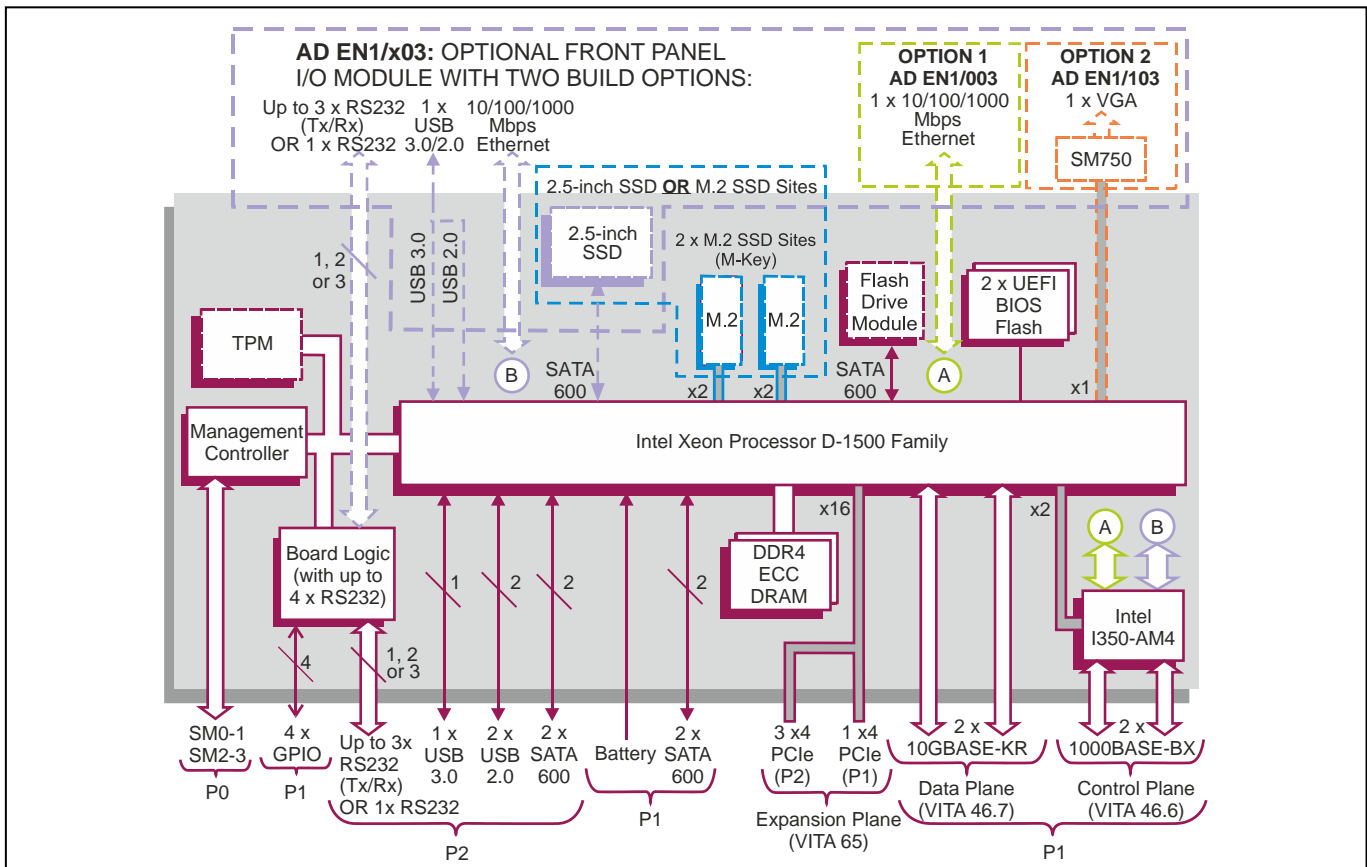 AD EN1/x03: OPTIONAL FRONT PANEL
I/O MODULE WITH TWO BUILD OPTIONS:
Up to 3 x RS232
(Tx/Rx)
OR 1 x RS232
1 x
USB
3.0/2.0
10/100/1000
Mbps
Ethernet
OPTION 1
AD EN1/003
1 x 10/100/1000
Mbps
Ethernet
OPTION 2
AD EN1/103
1 x VGA
SM750
2.5-inch SSD OR M.2 SSD Sites
2.5-inch
SSD
2 x M.2 SSD Sites
(M-Key)
M.2
M.2
Flash
Drive
Module
2 x UEFI
BIOS
Flash
1, 2
or 3
USB 3.0
USB 2.0
TPM
B
SATA
600
x2
x2
SATA
600
A
x1
Management
Controller
Intel Xeon Processor D-1500 Family
x16
x2
Board Logic
(with up to
4 x RS232)
1
2
2
2
DDR4
ECC
DRAM
A
B
Intel
I350-AM4
4
1, 2
or 3
SM0-1
SM2-3
P0
4 x
GPIO
P1
Up to 3x
RS232
(Tx/Rx)
OR 1x RS232
1 x
USB
3.0
2 x
USB
2.0
2 x
SATA
600
P2
Battery
2 x
SATA
600
P1
3 x4
PCIe
(P2)
1 x4
PCIe
(P1)
Expansion Plane
(VITA 65)
2 x
10GBASE-KR
Data Plane
(VITA 46.7)
2 x
1000BASE-BX
Control Plane
(VITA 46.6)
P1